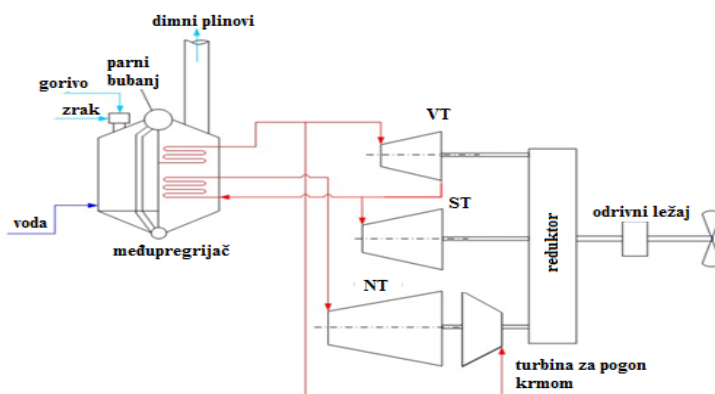 dimni plinovi
parni
bubanj
gorivo
zrak
VT
voda
međupregrijač
ST
odrivni ležaj
reduktor
NT
turbina za pogon
krmom